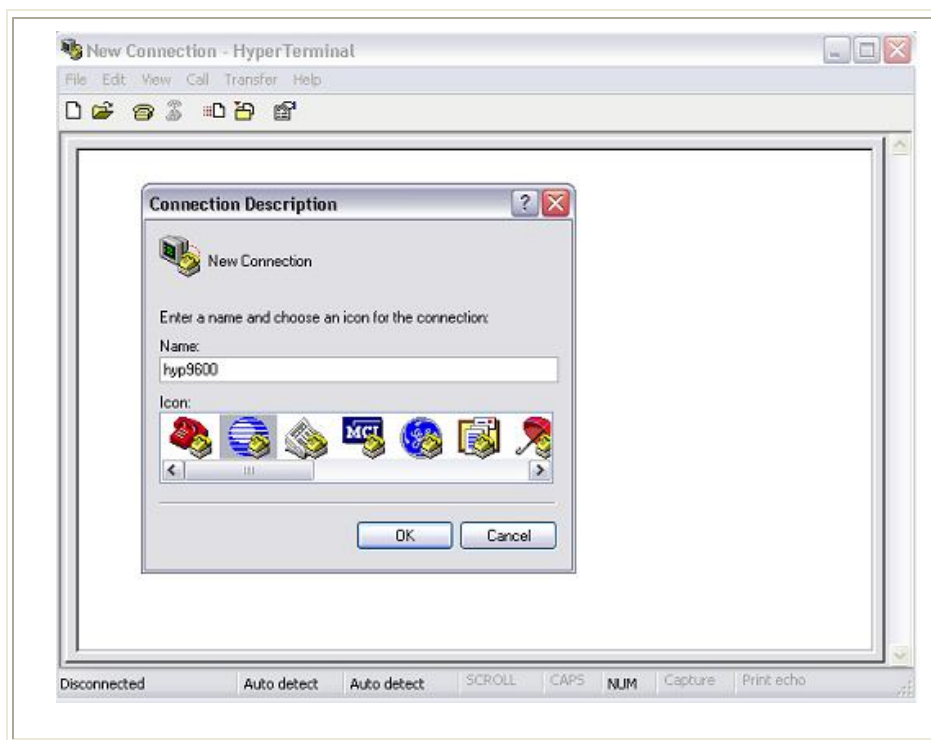 New Connection - HyperTerminal
File Edit View Call Transfer Help
Connection Description
New Connection
Enter a name and choose an icon for the connection:
Name:
hyp9600
Icon:
MCI
OK Cancel
Disconnected Auto detect Auto detect SCROLL CAPS NUM Capture Print echo